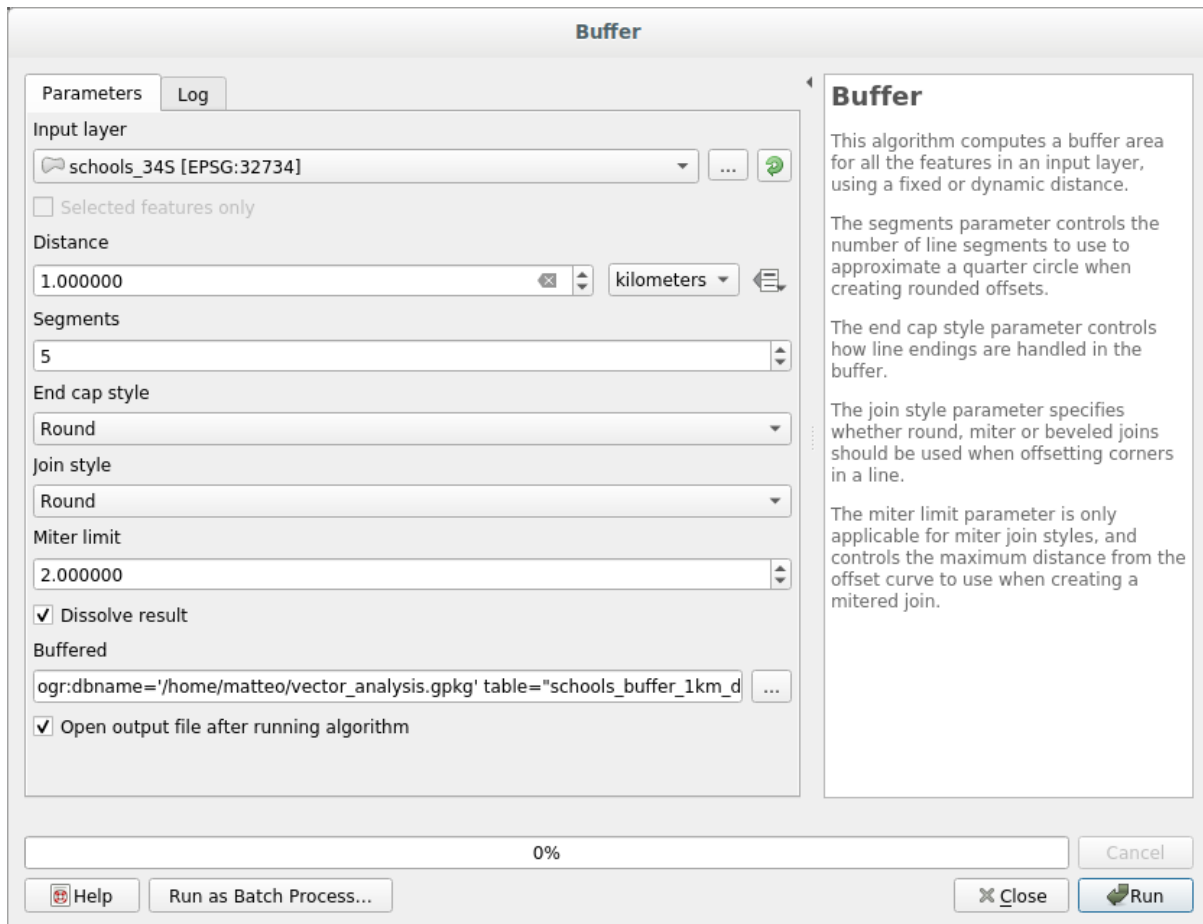 Buffer
Parameters
Log
Input layer
schools_34S [EPSG:32734]
...
Selected features only
Distance
1.000000
kilometers
Segments
5
End cap style
Round
Join style
Round
Miter limit
2.000000
Dissolve result
Buffered
ogr:dbname='/home/matteo/vector_analysis.gpkg' table="schools_buffer_1km_d
...
Open output file after running algorithm
Buffer
This algorithm computes a buffer area
for all the features in an input layer,
using a fixed or dynamic distance.
The segments parameter controls the
number of line segments to use to
approximate a quarter circle when
creating rounded offsets.
The end cap style parameter controls
how line endings are handled in the
buffer.
The join style parameter specifies
whether round, miter or beveled joins
should be used when offsetting corners
in a line.
The miter limit parameter is only
applicable for miter join styles, and
controls the maximum distance from the
offset curve to use when creating a
mitered join.
0%
Cancel
Help
Run as Batch Process...
Close
Run